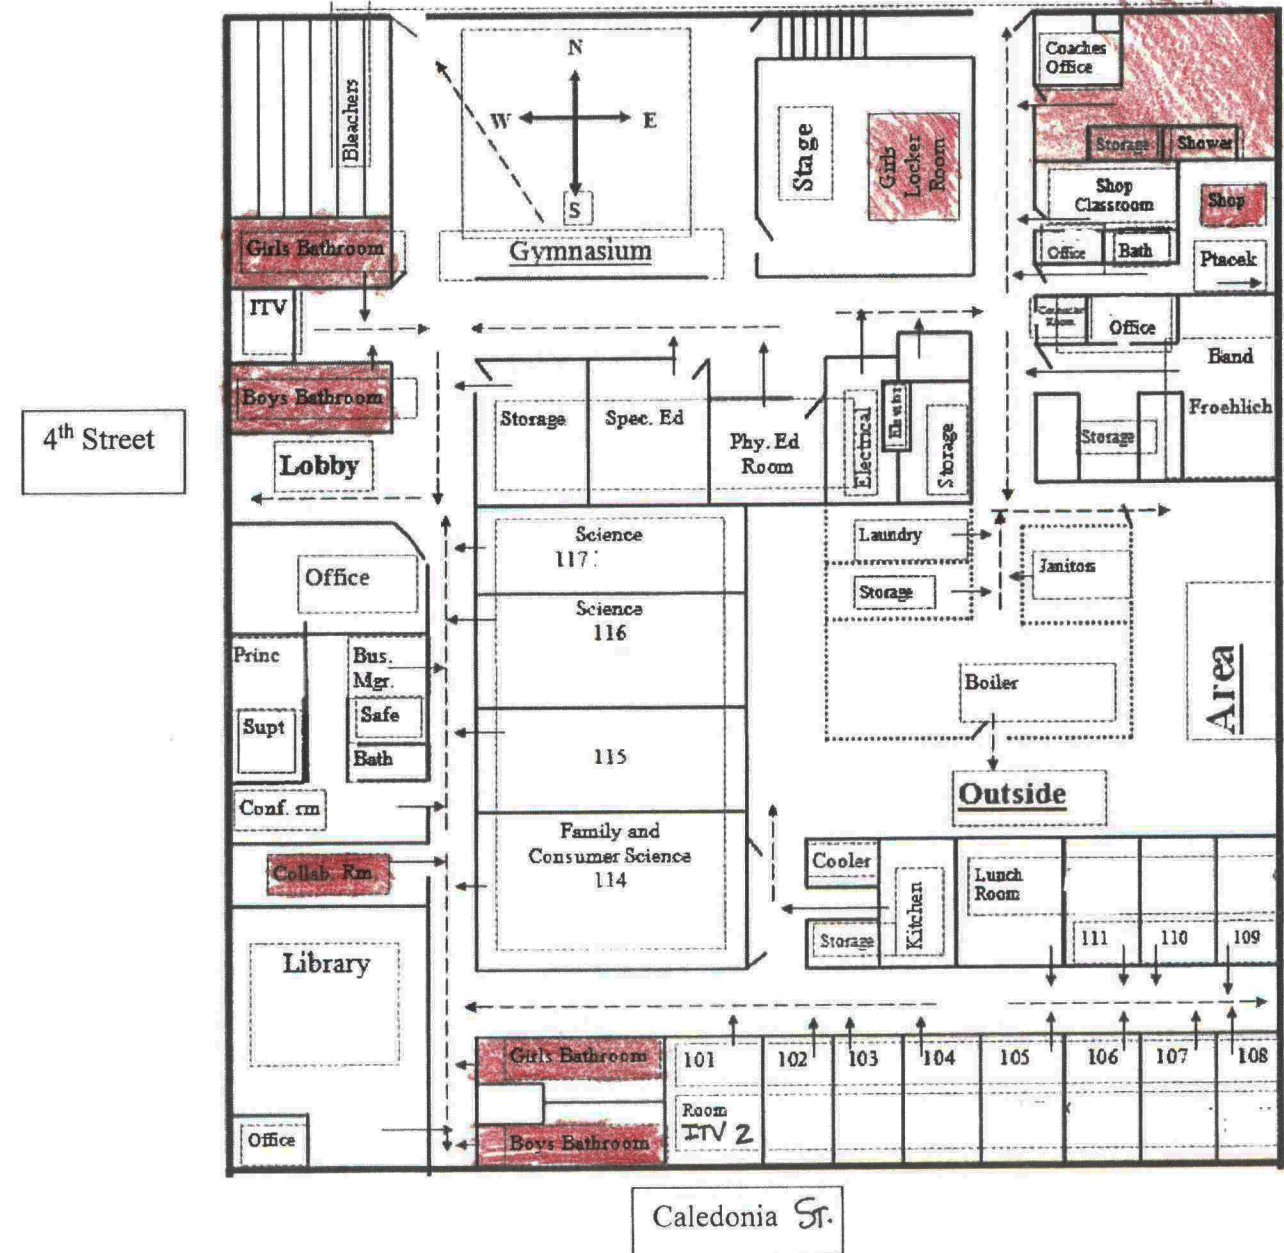 Coaches
Office
Bleachers
N
W
E
S
Stage
Girls
Locker
Room
Storage
Shower
Shop
Classroom
Shop
Girls Bathroom
Gymnasium
Office
Bath
Ptacek
ITV
Office
Band
Boys Bathroom
Storage
Spec. Ed
Phy. Ed
Room
Electrical
Storage
Storage
Froehlich
4th Street
Lobby
Science
117
Laundry
Office
Janitors
Storage
Science
116
Princ
Bus.
Mgr.
Boiler
Area
Safe
Supt
Bath
115
Outside
Conf. rm
Family and
Consumer Science
114
Cooler
Lunch
Room
Collab. Rm
Kitchen
Storage
111
110
109
Library
Girls Bathroom
101
102
103
104
105
106
107
108
Room
ITV 2
Office
Boys Bathroom
Caledonia St.